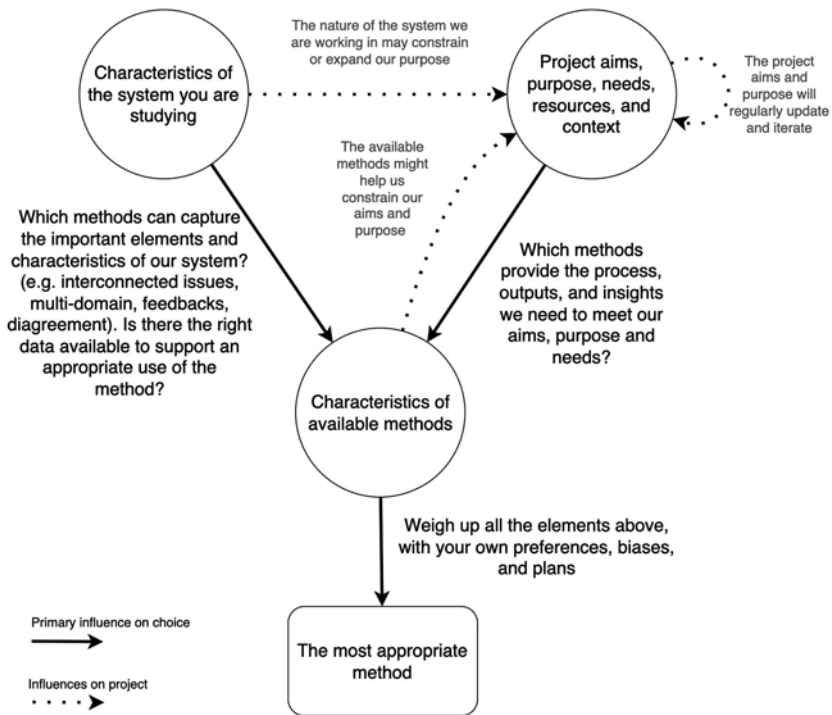 The nature of the system we
are working in may constrain
or expand our purpose
Characteristics of
the system you are
studying
Project aims,
purpose, needs,
resources, and
context
The project
aims and
purpose will
regularly update
and iterate
The available
methods might
help us
constrain our
aims and
purpose
Which methods can capture
the important elements and
characteristics of our system?
(e.g. interconnected issues,
multi-domain, feedbacks,
diagreement). Is there the right
data available to support an
appropriate use of the
method?
Which methods
provide the process,
outputs, and insights
we need to meet our
aims, purpose and
needs?
Characteristics of
available methods
Weigh up all the elements above,
with your own preferences, biases,
and plans
The most appropriate
method
Primary influence on choice
Influences on project